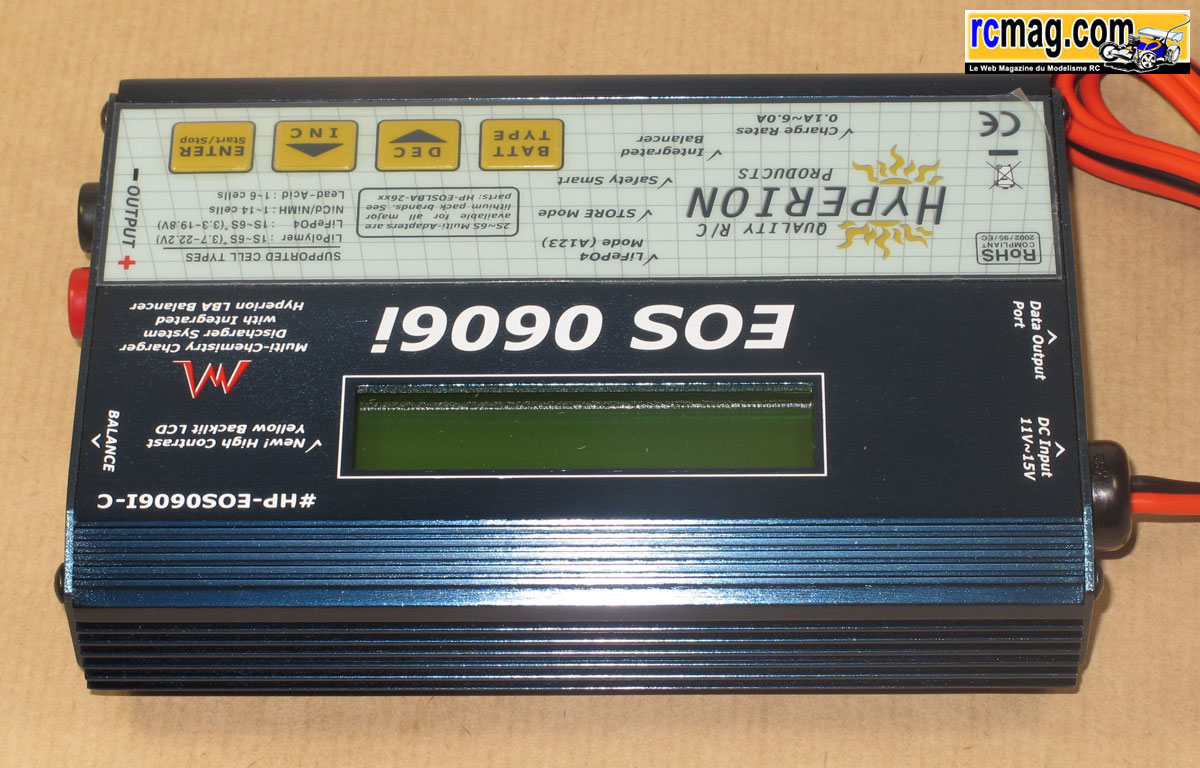 rcmag.com
Le Web Magazine du Modelisme RC
#HP-EOS0606I-C
✓ New! High Contrast
Yellow Backlit LCD
BALANCE
DC Input
11V~15V
Data Output
Port
Multi-Chemistry Charger
Discharger System
with Integrated
Hyperion LBA Balancer
EOS 0606i
RoHS
COMPLIANT
2002/95/EC
QUALITY R/C
HYPERION
PRODUCTS
CE
✓ LiFePO4
Mode (A123)
✓ STORE Mode
✓ Safety Smart
✓ Integrated
Balancer
✓ Charge Rates
0.1A~6.0A
SUPPORTED CELL TYPES
LiPolymer : 1S~6S (3.7-22.2V)
LiFePO4 : 1S~6S (3.3-19.8V)
NiCd/NiMH : 1~14 cells
Lead-Acid : 1~6 cells
2S~6S Multi-Adapters are
available for all major
lithium pack brands. See
parts: HP-EOSLBA-26xx
+
OUTPUT
-
BATT
TYPE
DEC
INC
ENTER
Start/Stop